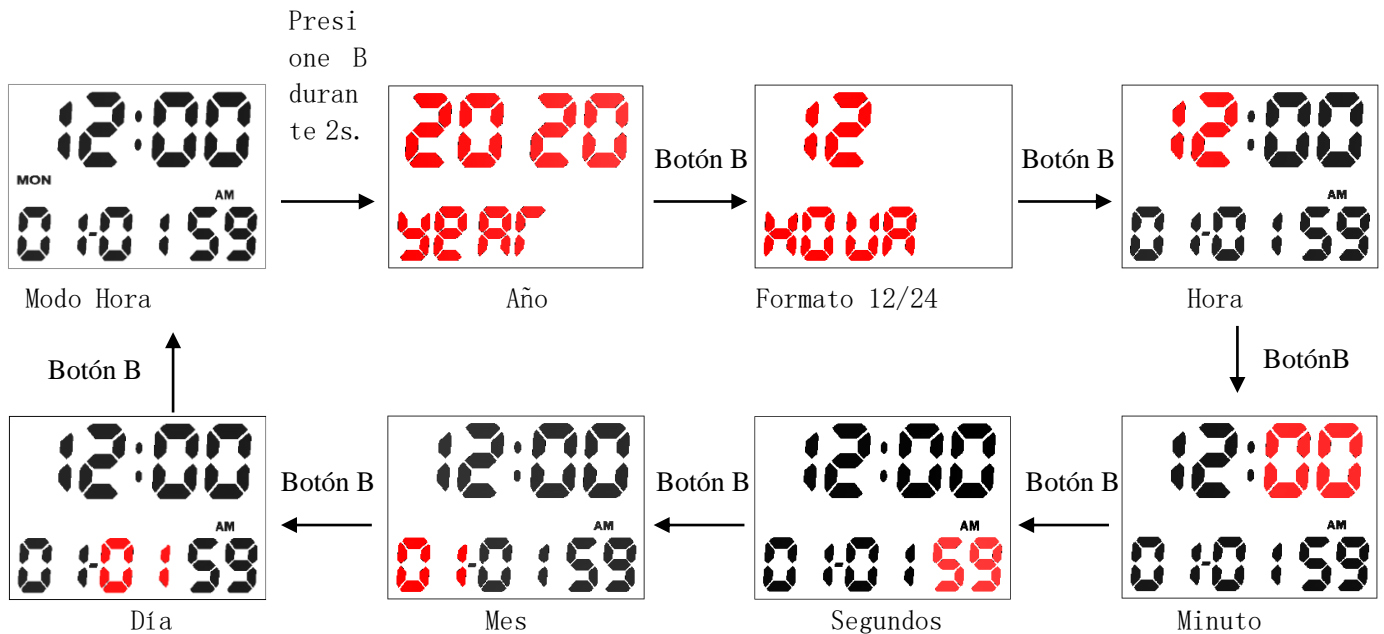 Presi
one B
duran
te 2s.
12:00
MON
AM
01-01 59
Modo Hora
20 20
YEAR
Año
Botón B
12
HOUR
Formato 12/24
Botón B
12:00
AM
01-01 59
Hora
BotónB
12:00
AM
01-01 59
Minuto
Botón B
12:00
AM
01-01 59
Segundos
Botón B
12:00
AM
01-01 59
Mes
Botón B
12:00
AM
01-01 59
Día
Botón B